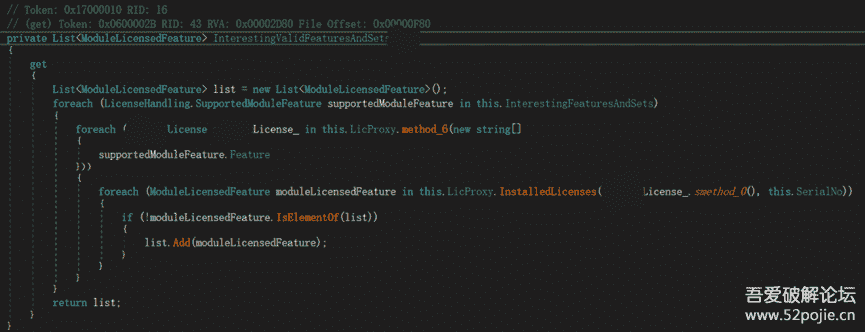 // Token: 0x17000010 RID: 16
// (get) Token: 0x0600002B RID: 43 RVA: 0x00002D80 File Offset: 0x00000F80
private List<ModuleLicensedFeature> InterestingValidFeaturesAndSets
{
get
{
List<ModuleLicensedFeature> list = new List<ModuleLicensedFeature>();
foreach (LicenseHandling.SupportedModuleFeature supportedModuleFeature in this.InterestingFeaturesAndSets)
{
foreach ( License License_ in this.LicProxy.method_6(new string[]
{
supportedModuleFeature.Feature
}))
{
foreach (ModuleLicensedFeature moduleLicensedFeature in this.LicProxy.InstalledLicenses( License_.smethod_0(), this.SerialNo))
{
if (!moduleLicensedFeature.IsElementOf(list))
{
list.Add(moduleLicensedFeature);
}
}
}
}
return list;
}
}
吾爱破解论坛
www.52pojie.cn